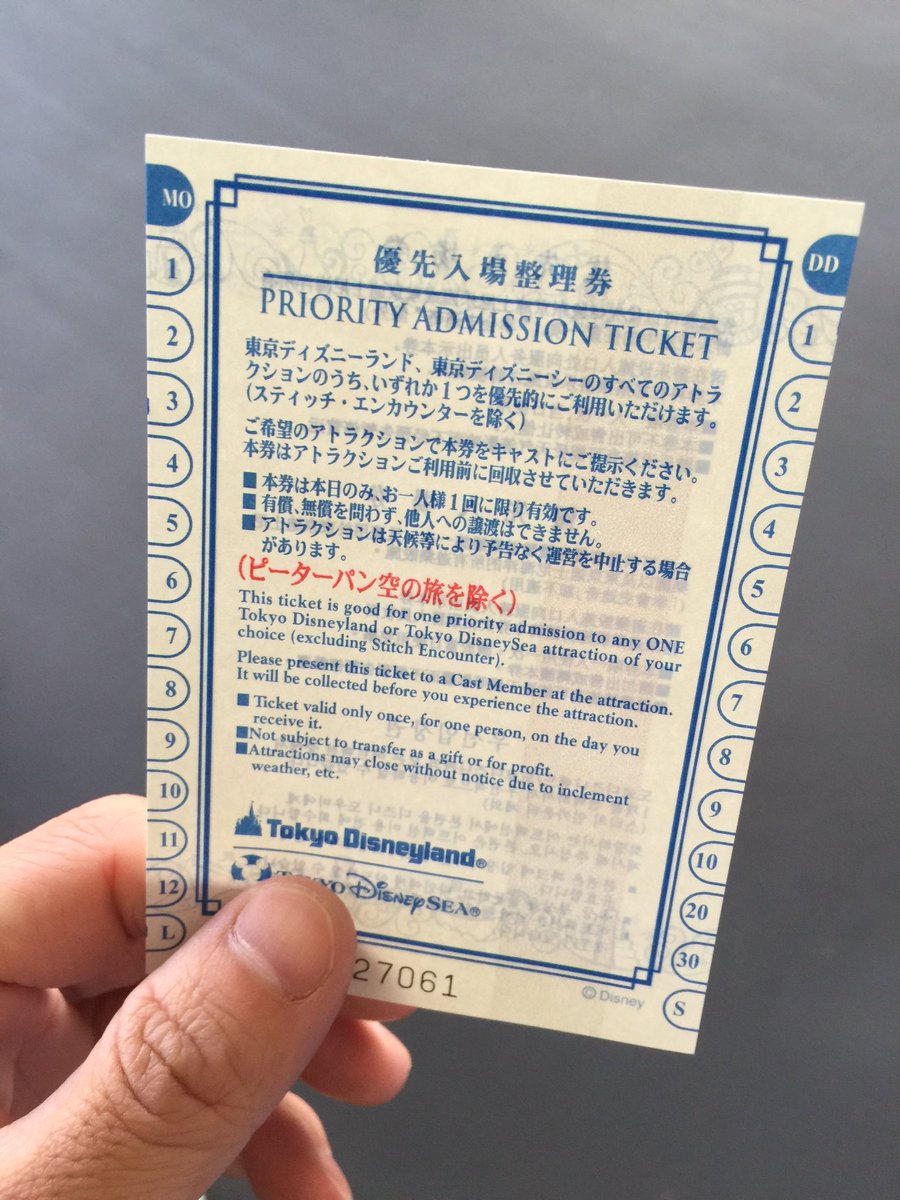 優先入場整理券
PRIORITY ADMISSION TICKET
東京ディズニーランド、東京ディズニーシーのすべてのアトラ
クションのうち、いずれか1つを優先的にご利用いただけます。
(スティッチ・エンカウンターを除く)
ご希望のアトラクションで本券をキャストにご提示ください。
本券はアトラクションご利用前に回収させていただきます。
■ 本券は本日のみ、お一人様1回に限り有効です。
■ 有償、無償を問わず、他人への譲渡はできません。
■ アトラクションは天候等により予告なく運営を中止する場合
があります。
(ピーターパン空の旅を除く)
This ticket is good for one priority admission to any ONE
Tokyo Disneyland or Tokyo DisneySea attraction of your
choice (excluding Stitch Encounter).
Please present this ticket to a Cast Member at the attraction.
It will be collected before you experience the attraction.
■ Ticket valid only once, for one person, on the day you
receive it.
■Not subject to transfer as a gift or for profit.
■Attractions may close without notice due to inclement
weather, etc.
Tokyo Disneyland®
TOKYO DISNEYSEA®
27061
© Disney
MO
1
2
3
4
5
6
7
8
9
10
11
12
L
DD
1
2
3
4
5
6
7
8
9
10
20
30
S